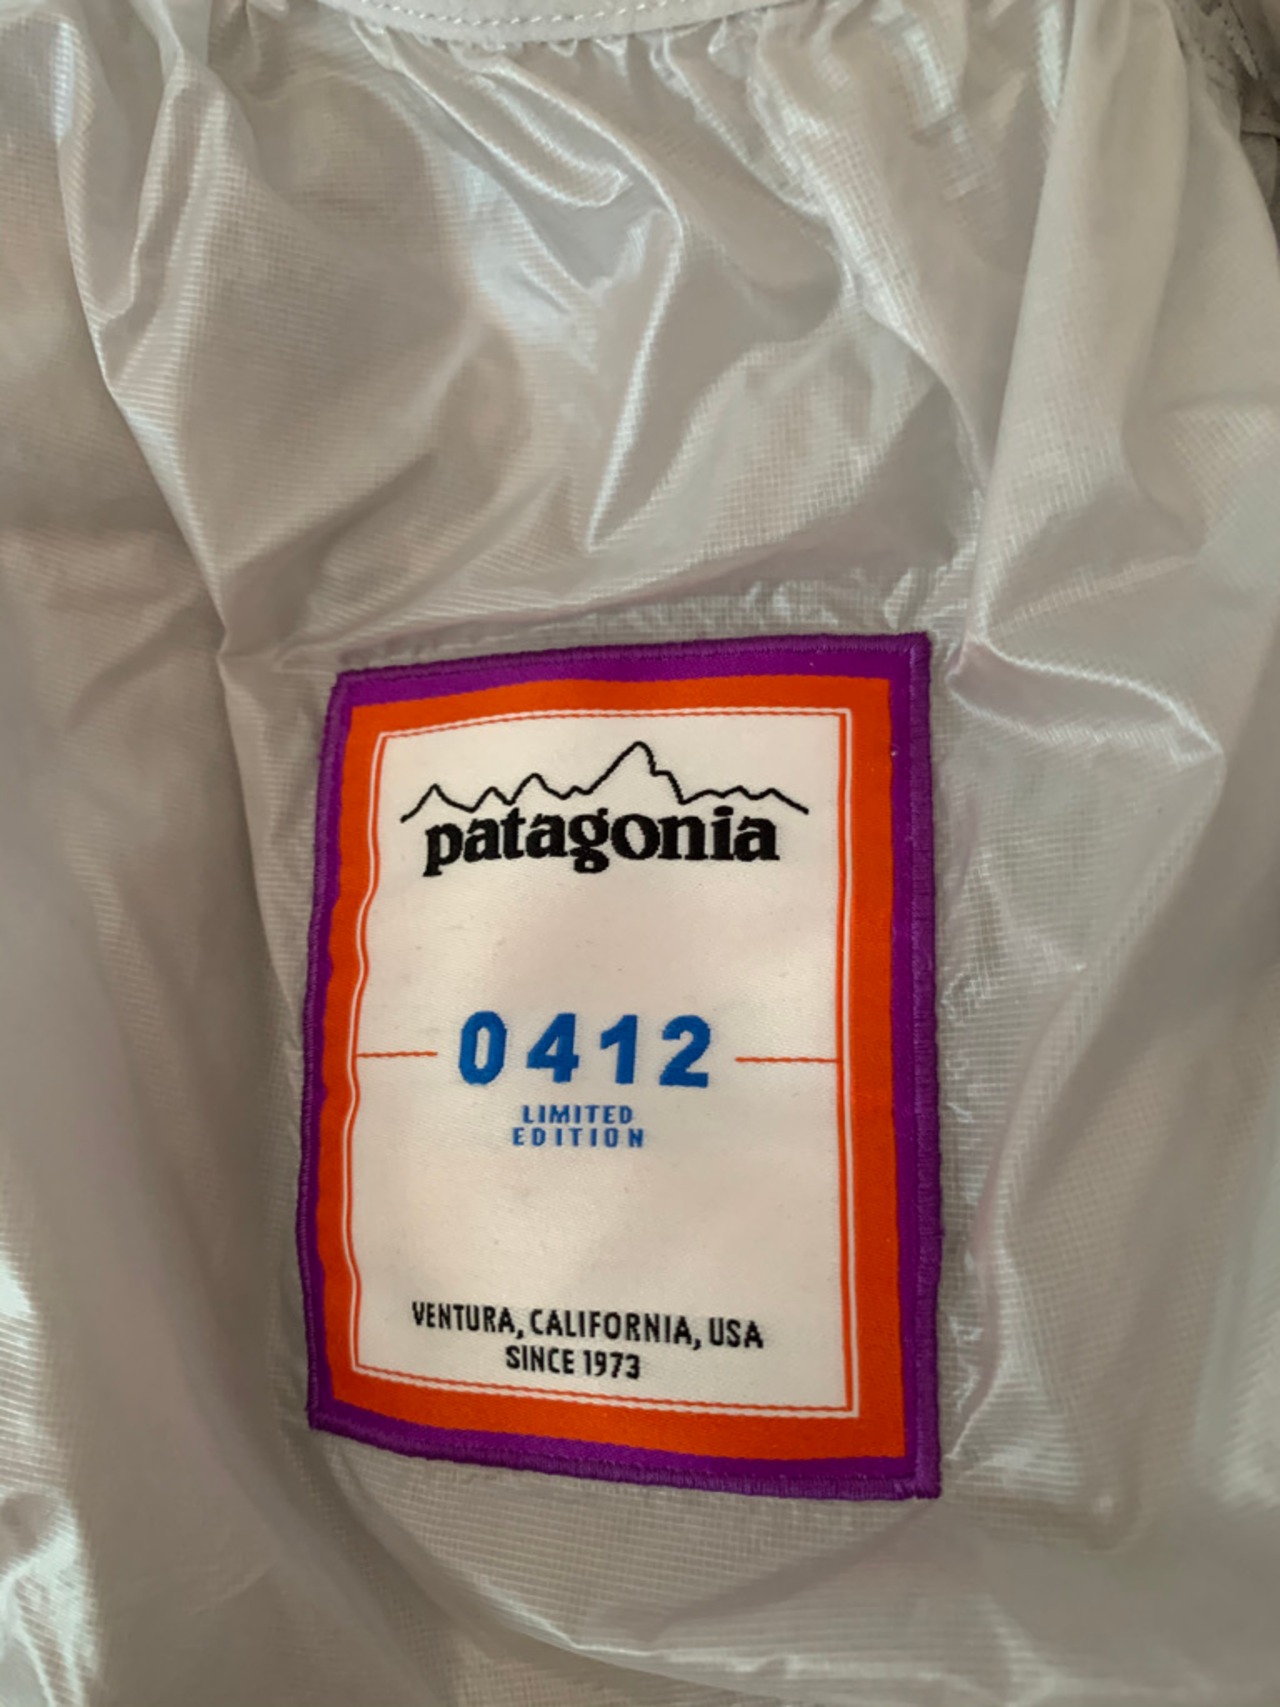 patagonia
0412
LIMITED
EDITION
VENTURA, CALIFORNIA, USA
SINCE 1973